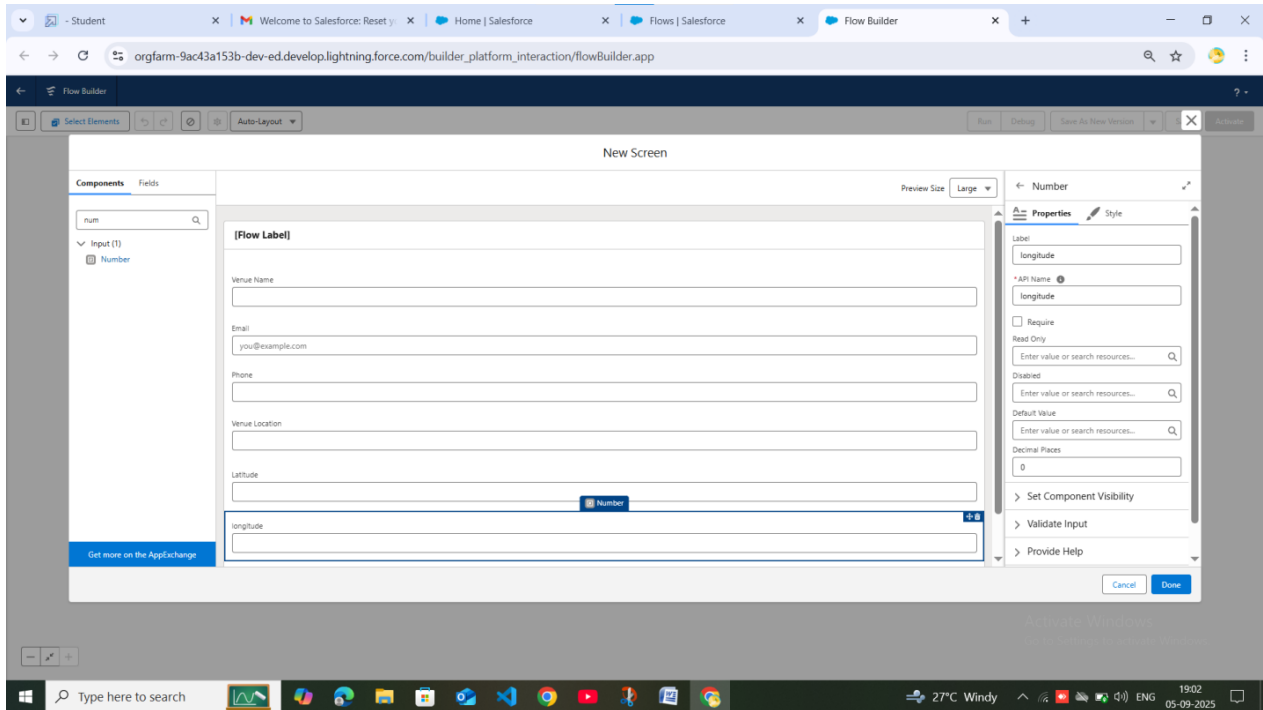 - Student
Welcome to Salesforce: Reset y
Home | Salesforce
Flows | Salesforce
Flow Builder
orgfarm-9ac43a153b-dev-ed.develop.lightning.force.com/builder_platform_interaction/flowBuilder.app
Flow Builder
?
Select Elements
Auto-Layout
Run
Debug
Save As New Version
Activate
New Screen
Components
Fields
Preview Size
Large
Number
num
Properties
Style
Input (1)
Number
[Flow Label]
Label
longitude
Venue Name
*API Name
longitude
Email
you@example.com
Require
Read Only
Enter value or search resources...
Phone
Disabled
Enter value or search resources...
Default Value
Enter value or search resources...
Venue Location
Decimal Places
0
Latitude
Number
Set Component Visibility
longitude
Validate Input
Get more on the AppExchange
Provide Help
Cancel
Done
Activate Windows
Type here to search
27°C Windy
ENG
19:02
05-09-2025